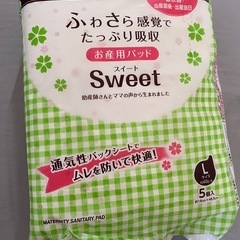 ふわさら感覚で
たっぷり吸収
お産用パッド
スイート
Sweet
助産師さんとママの声から生まれました
通気性バックシートで
ムレを防いで快適!
L
5個入
MATERNITY SANITARY PAD